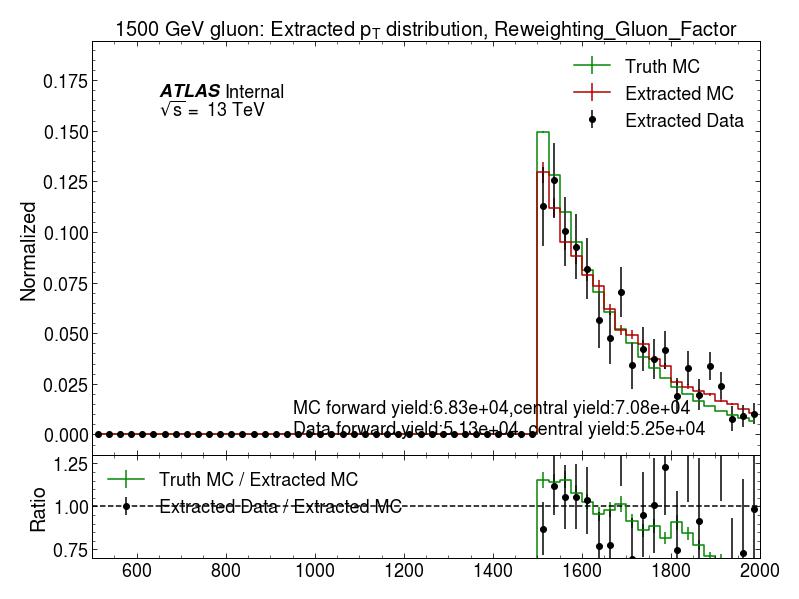 1500 GeV gluon: Extracted pT distribution, Reweighting_Gluon_Factor
ATLAS Internal
√s = 13 TeV
Truth MC
Extracted MC
Extracted Data
Normalized
0.175
0.150
0.125
0.100
0.075
0.050
0.025
0.000
MC forward yield:6.83e+04,central yield:7.08e+04
Data forward yield:5.13e+04, central yield:5.25e+04
Truth MC / Extracted MC
Extracted Data / Extracted MC
Ratio
1.25
1.00
0.75
600 800 1000 1200 1400 1600 1800 2000